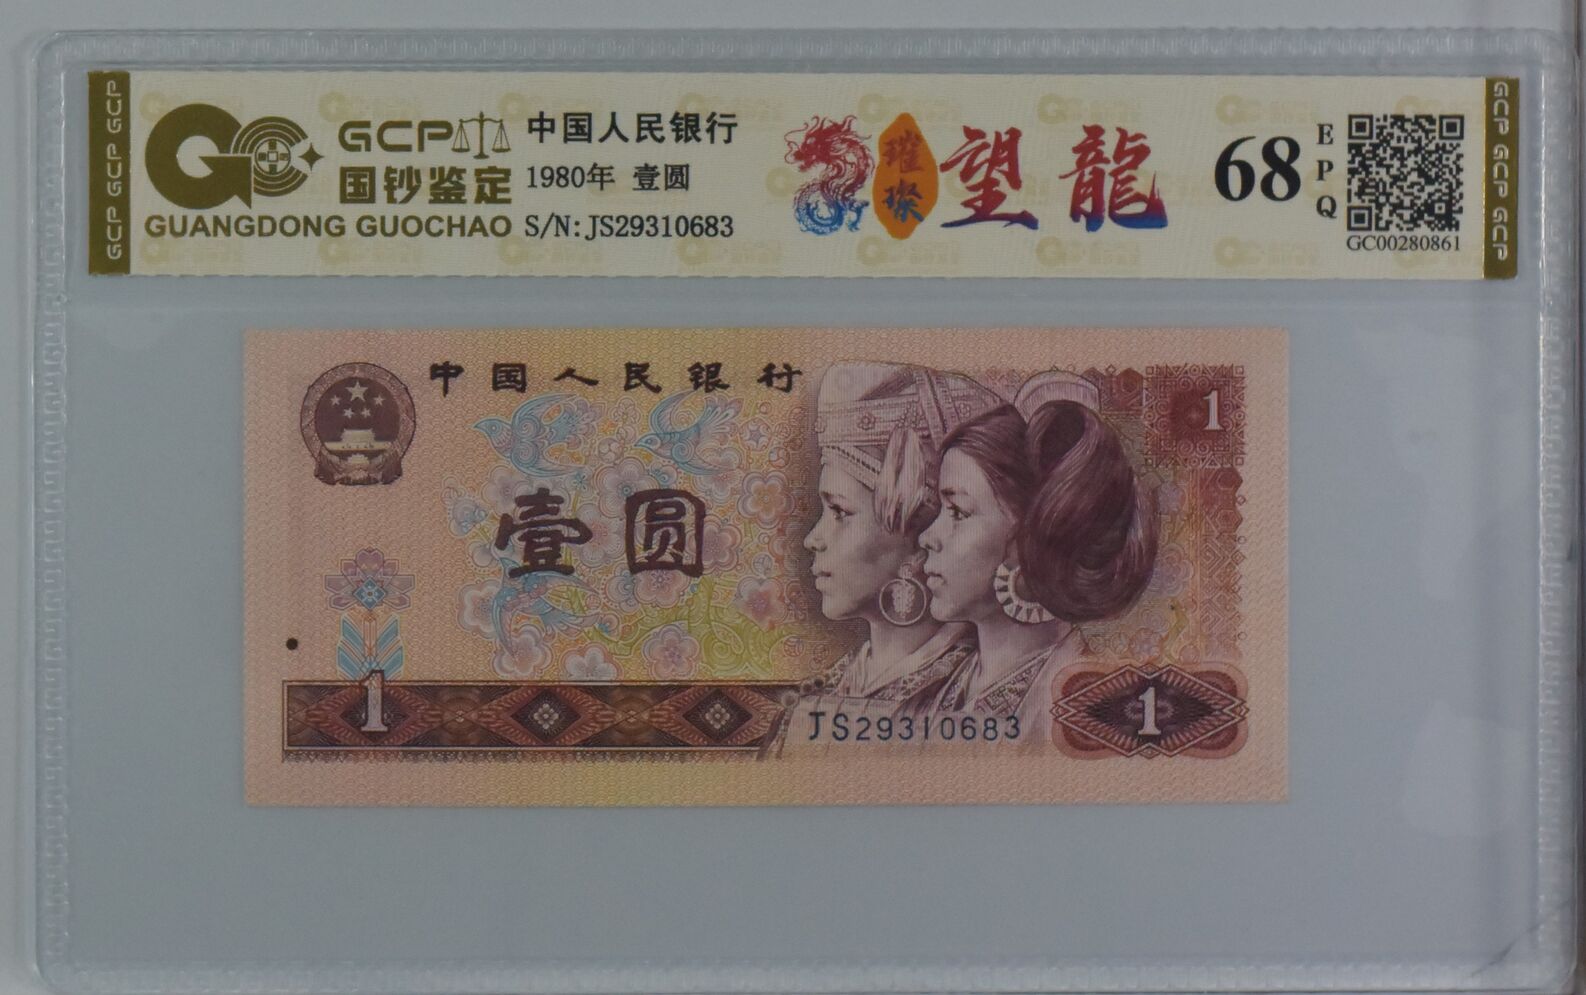 GCP GCP GCP
GCP
国钞鉴定
GUANGDONG GUOCHAO
中国人民银行
1980年 壹圆
S/N: JS29310683
璀璨
望龍
68
EPQ
GC00280861
GCP GCP GCP
中国人民银行
1
壹圆
1
JS29310683
1